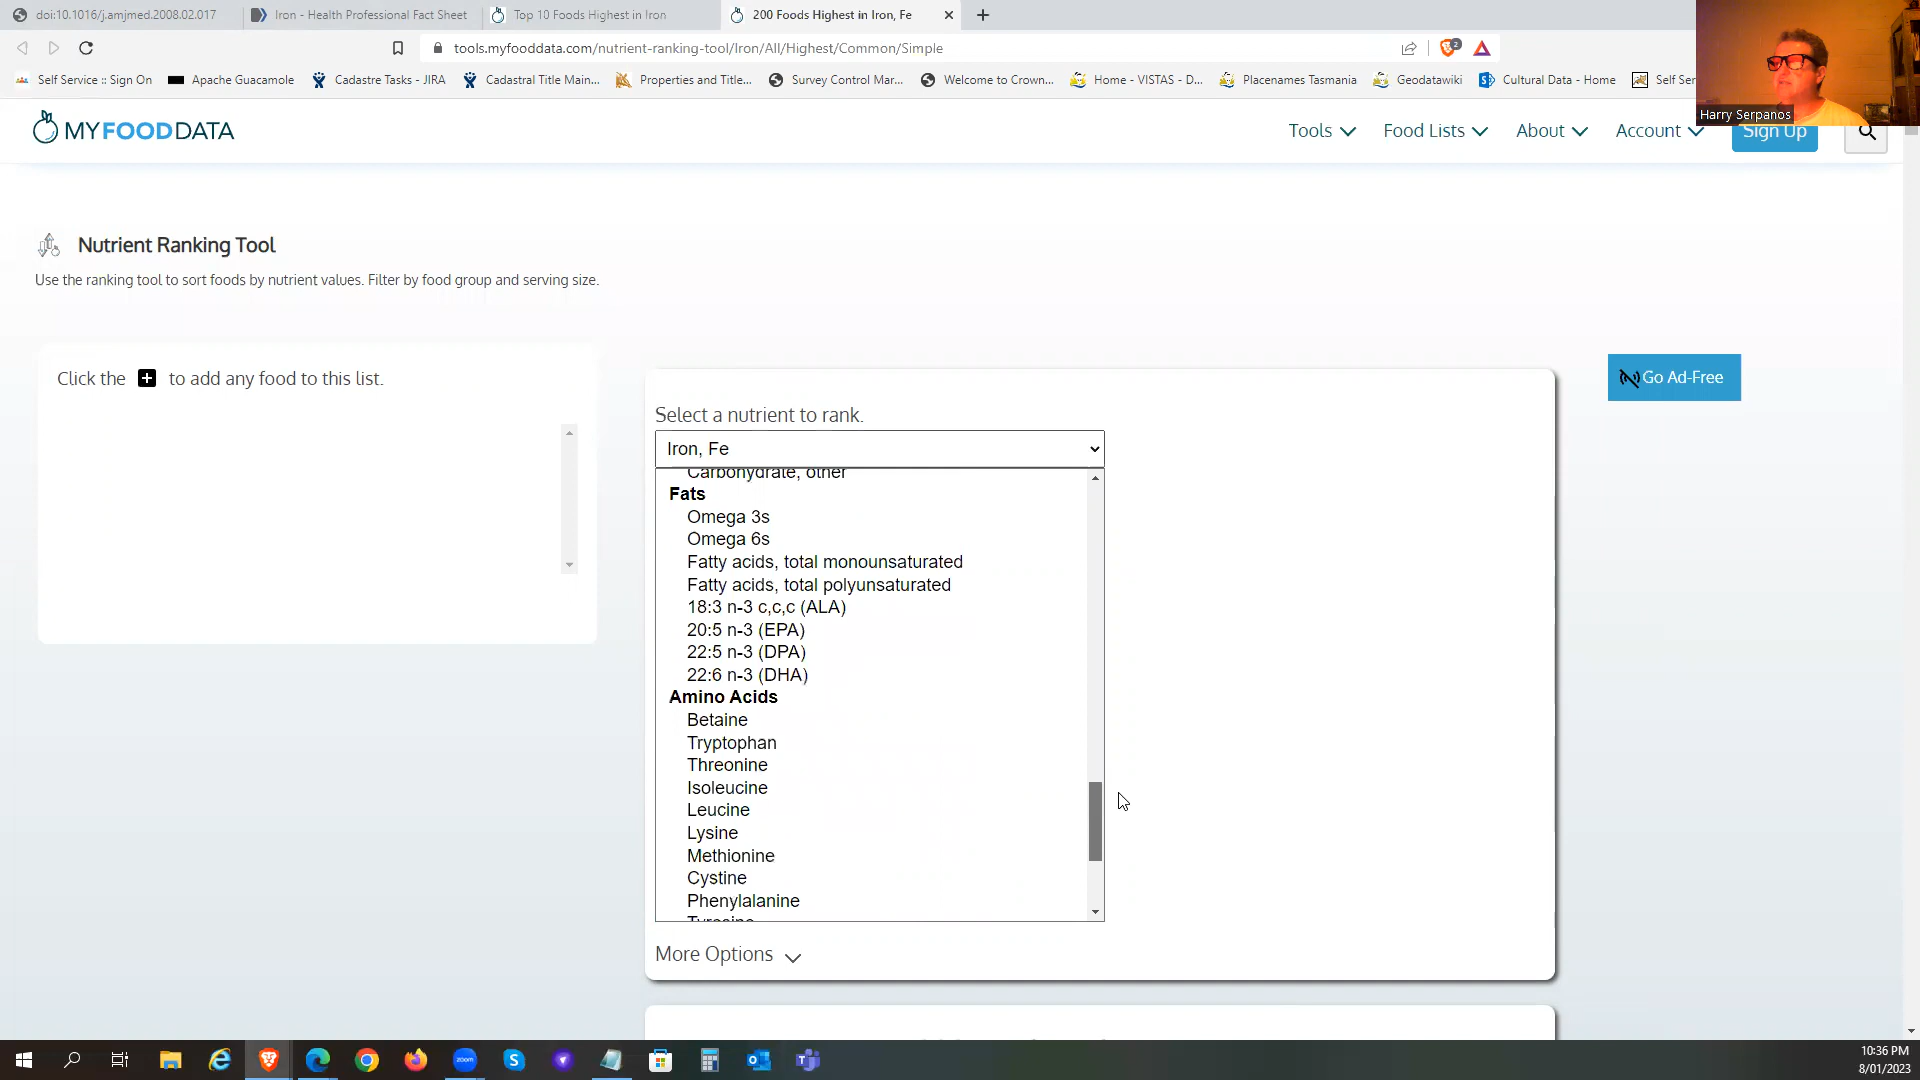 doi:10.1016/j.amjmed.2008.02.017
Iron - Health Professional Fact Sheet
Top 10 Foods Highest in Iron
200 Foods Highest in Iron, Fe
tools.myfooddata.com/nutrient-ranking-tool/Iron/All/Highest/Common/Simple
2
Self Service :: Sign On
Apache Guacamole
Cadastre Tasks - JIRA
Cadastral Title Main...
Properties and Title...
Survey Control Mar...
Welcome to Crown...
Home - VISTAS - D...
Placenames Tasmania
Geodatawiki
Cultural Data - Home
Self Ser
Harry Serpanos
MYFOODDATA
Tools
Food Lists
About
Account
Sign Up
Nutrient Ranking Tool
Use the ranking tool to sort foods by nutrient values. Filter by food group and serving size.
Click the + to add any food to this list.
Go Ad-Free
Select a nutrient to rank.
Iron, Fe
Carbohydrate, other
Fats
Omega 3s
Omega 6s
Fatty acids, total monounsaturated
Fatty acids, total polyunsaturated
18:3 n-3 c,c,c (ALA)
20:5 n-3 (EPA)
22:5 n-3 (DPA)
22:6 n-3 (DHA)
Amino Acids
Betaine
Tryptophan
Threonine
Isoleucine
Leucine
Lysine
Methionine
Cystine
Phenylalanine
Tyrosine
More Options
zoom
10:36 PM
8/01/2023